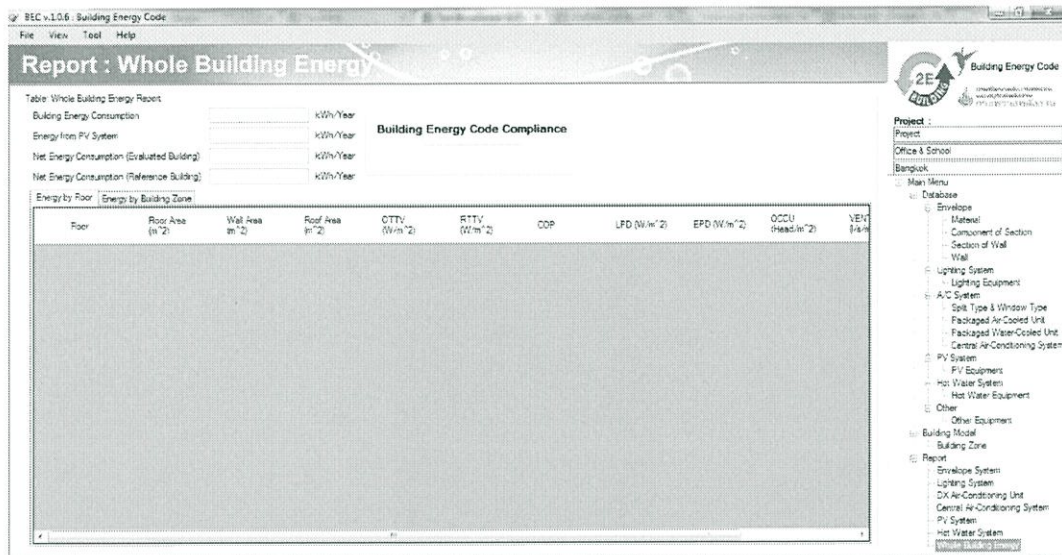 BEC v.1.0.6 : Building Energy Code
File View Tool Help
Report : Whole Building Energy
Table: Whole Building Energy Report
Building Energy Consumption kWh/Year
Energy from PV System kWh/Year
Net Energy Consumption (Evaluated Building) kWh/Year
Net Energy Consumption (Reference Building) kWh/Year
Building Energy Code Compliance
Energy by Floor Energy by Building Zone
Floor Floor Area (m^2) Wall Area (m^2) Roof Area (m^2) OTTV (W/m^2) RTTV (W/m^2) COP LPD (W/m^2) EPD (W/m^2) OCCU (Head/m^2) VENT
2E BUILDING
Building Energy Code
Project :
Project
Office & School
Bangkok
Main Menu
Database
Envelope
Material
Component of Section
Section of Wall
Wall
Lighting System
Lighting Equipment
A/C System
Split Type & Window Type
Packaged Air-Cooled Unit
Packaged Water-Cooled Unit
Central Air-Conditioning System
PV System
PV Equipment
Hot Water System
Hot Water Equipment
Other
Other Equipment
Building Model
Building Zone
Report
Envelope System
Lighting System
DX Air-Conditioning Unit
Central Air-Conditioning System
PV System
Hot Water System
Whole Building Energy